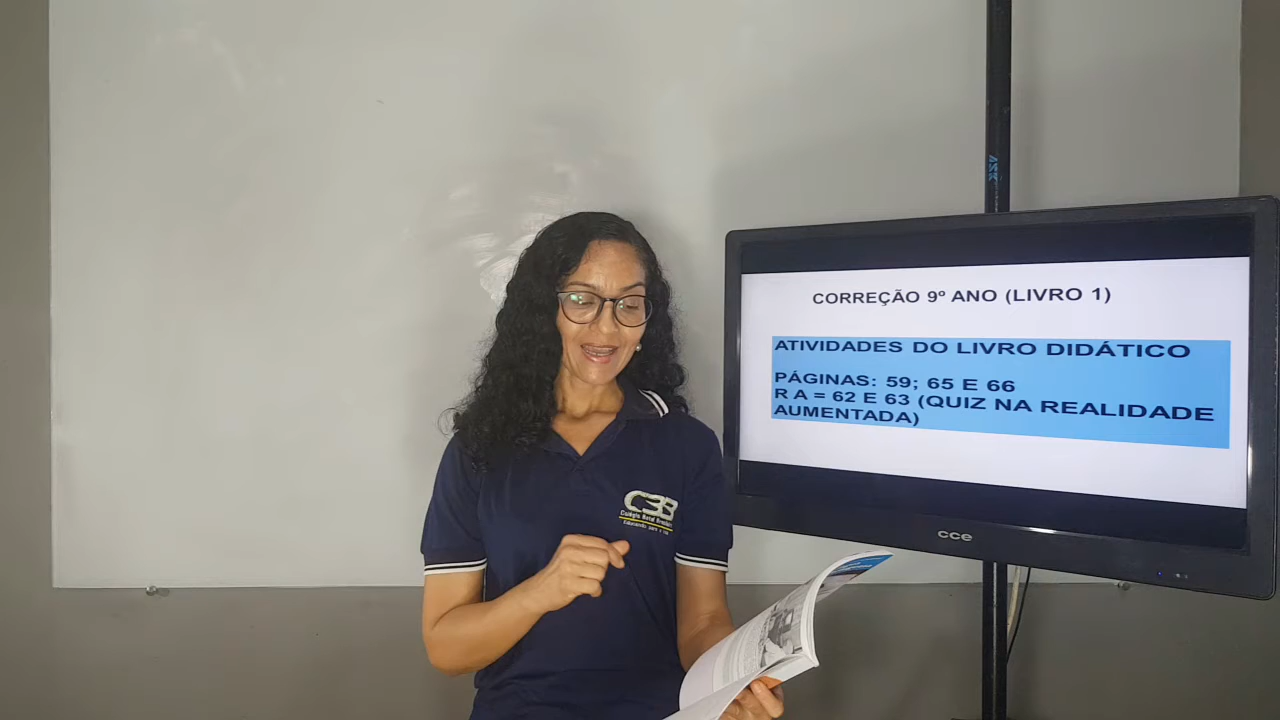 CORREÇÃO 9º ANO (LIVRO 1)
ATIVIDADES DO LIVRO DIDÁTICO
PÁGINAS: 59; 65 E 66
R A = 62 E 63 (QUIZ NA REALIDADE
AUMENTADA)
CBB
cce